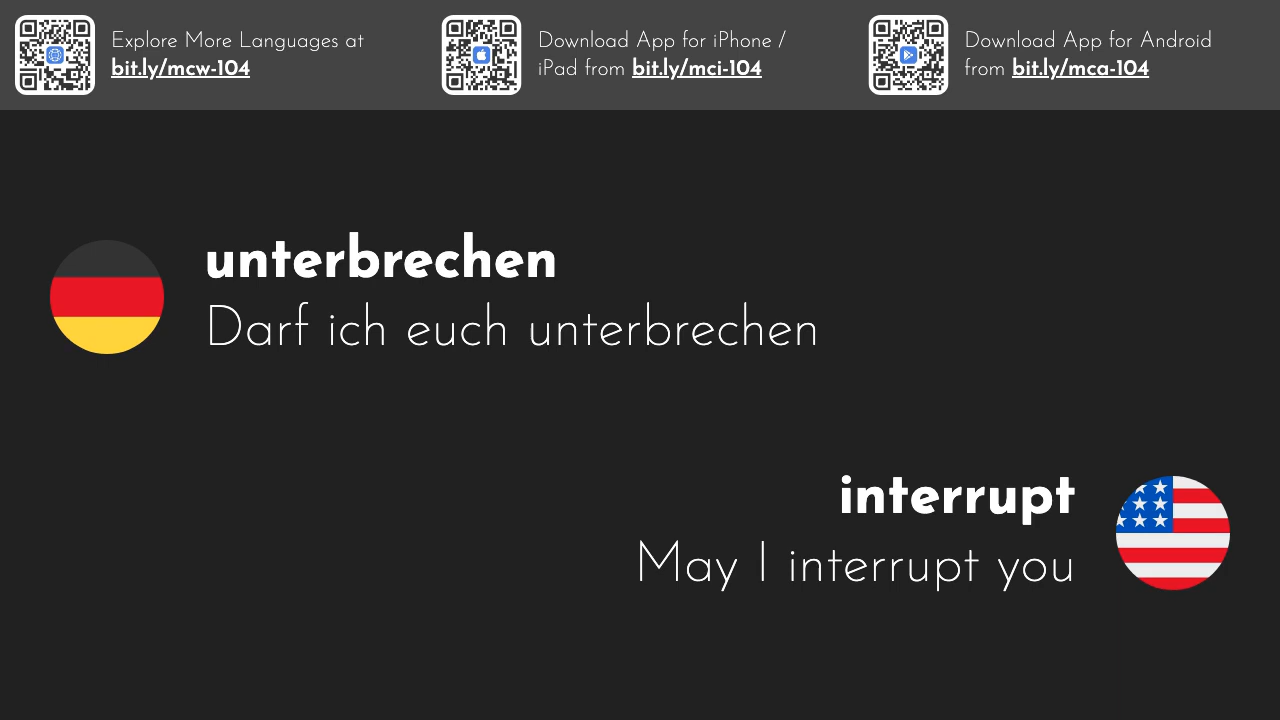 Explore More Languages at
bit.ly/mcw-104
Download App for iPhone /
iPad from bit.ly/mci-104
Download App for Android
from bit.ly/mca-104
unterbrechen
Darf ich euch unterbrechen
interrupt
May I interrupt you